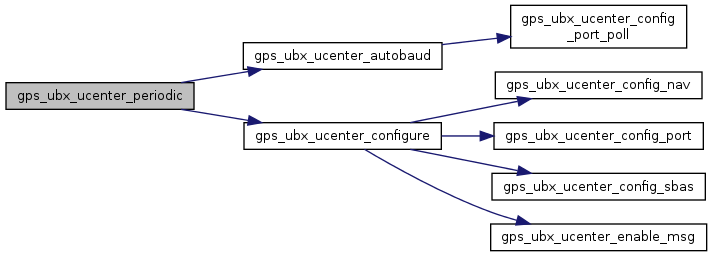 gps_ubx_ucenter_periodic
gps_ubx_ucenter_autobaud
gps_ubx_ucenter_config
_port_poll
gps_ubx_ucenter_configure
gps_ubx_ucenter_config_nav
gps_ubx_ucenter_config_port
gps_ubx_ucenter_config_sbas
gps_ubx_ucenter_enable_msg